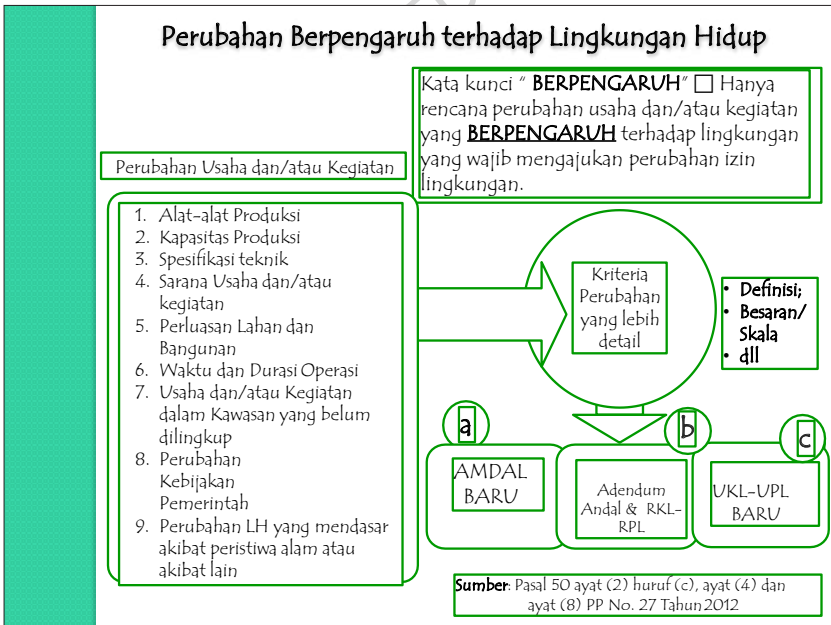 Perubahan Berpengaruh terhadap Lingkungan Hidup
Kata kunci “ BERPENGARUH” □ Hanya
rencana perubahan usaha dan/atau kegiatan
yang BERPENGARUH terhadap lingkungan
yang wajib mengajukan perubahan izin
lingkungan.
Perubahan Usaha dan/atau Kegiatan
1. Alat-alat Produksi
2. Kapasitas Produksi
3. Spesifikasi teknik
4. Sarana Usaha dan/atau
kegiatan
5. Perluasan Lahan dan
Bangunan
6. Waktu dan Durasi Operasi
7. Usaha dan/atau Kegiatan
dalam Kawasan yang belum
dilingkup
8. Perubahan
Kebijakan
Pemerintah
9. Perubahan LH yang mendasar
akibat peristiwa alam atau
akibat lain
Kriteria
Perubahan
yang lebih
detail
• Definisi;
• Besaran/
Skala
• dll
a
AMDAL
BARU
b
Adendum
Andal & RKL-
RPL
c
UKL-UPL
BARU
Sumber: Pasal 50 ayat (2) huruf (c), ayat (4) dan
ayat (8) PP No. 27 Tahun 2012